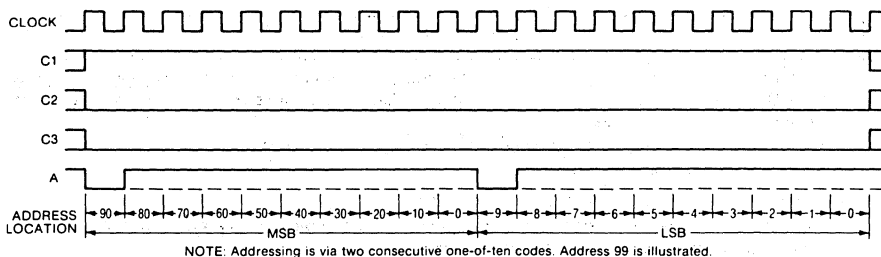 CLOCK
C1
C2
C3
A
ADDRESS LOCATION
90 80 70 60 50 40 30 20 10 0 9 8 7 6 5 4 3 2 1 0
MSB LSB
NOTE: Addressing is via two consecutive one-of-ten codes. Address 99 is illustrated.